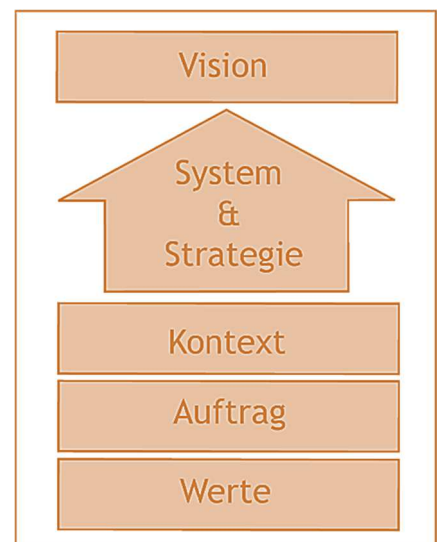 Vision
System
&
Strategie
Kontext
Auftrag
Werte